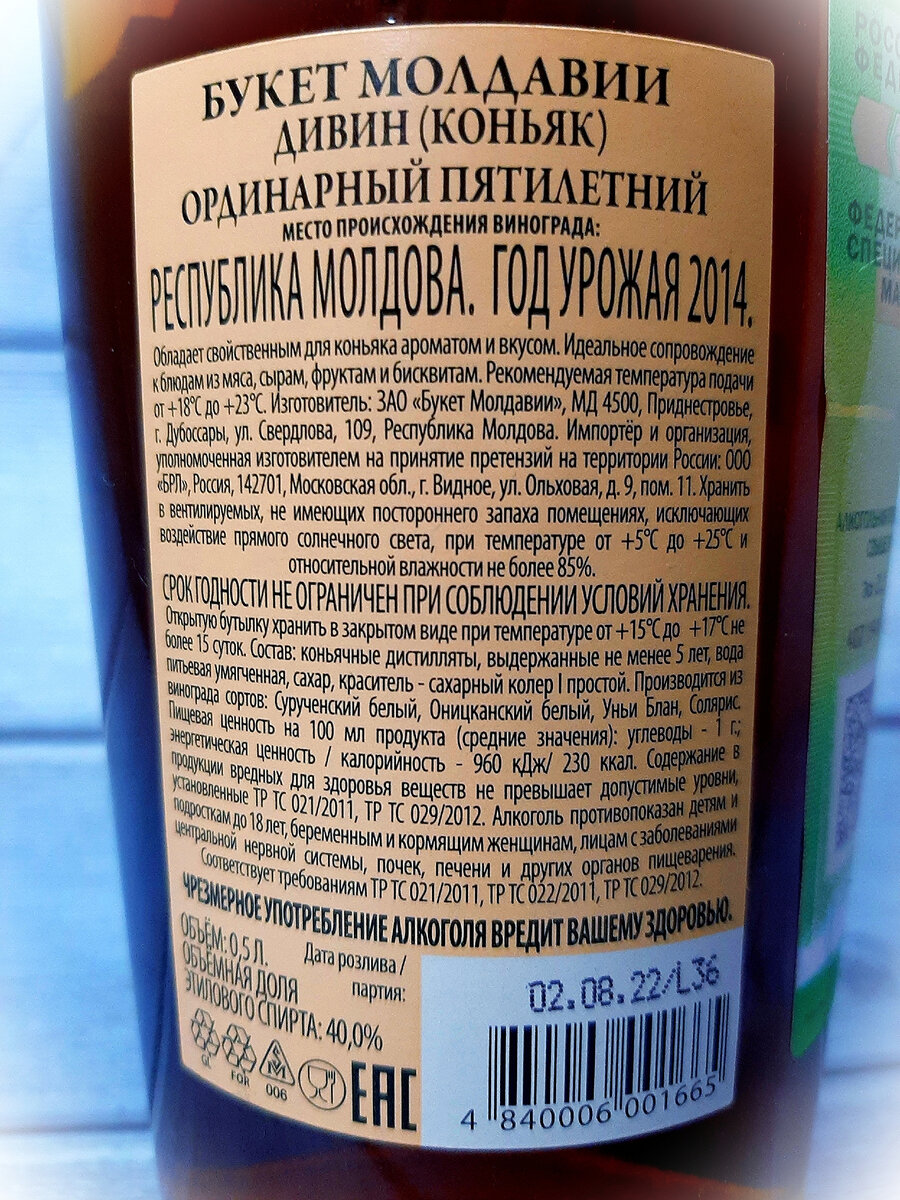 БУКЕТ МОЛДАВИИ
ДИВИН (КОНЬЯК)
ОРДИНАРНЫЙ ПЯТИЛЕТНИЙ
МЕСТО ПРОИСХОЖДЕНИЯ ВИНОГРАДА:
РЕСПУБЛИКА МОЛДОВА. ГОД УРОЖАЯ 2014.
Обладает свойственным для коньяка ароматом и вкусом. Идеальное сопровождение
к блюдам из мяса, сырам, фруктам и бисквитам. Рекомендуемая температура подачи
от +18°С до +23°С. Изготовитель: ЗАО «Букет Молдавии», МД 4500, Приднестровье,
г. Дубоссары, ул. Свердлова, 109, Республика Молдова. Импортёр и организация,
уполномоченная изготовителем на принятие претензий на территории России: ООО
«БРЛ», Россия, 142701, Московская обл., г. Видное, ул. Ольховая, д. 9, пом. 11. Хранить
в вентилируемых, не имеющих постороннего запаха помещениях, исключающих
воздействие прямого солнечного света, при температуре от +5°С до +25°С и
относительной влажности не более 85%.
СРОК ГОДНОСТИ НЕ ОГРАНИЧЕН ПРИ СОБЛЮДЕНИИ УСЛОВИЙ ХРАНЕНИЯ.
Открытую бутылку хранить в закрытом виде при температуре от +15°С до +17°С не
более 15 суток. Состав: коньячные дистилляты, выдержанные не менее 5 лет, вода
питьевая умягченная, сахар, краситель - сахарный колер I простой. Производится из
винограда сортов: Сурученский белый, Оницканский белый, Уньи Блан, Солярис.
Пищевая ценность на 100 мл продукта (средние значения): углеводы - 1 г.;
энергетическая ценность / калорийность - 960 кДж/ 230 ккал. Содержание в
продукции вредных для здоровья веществ не превышает допустимые уровни,
установленные ТР ТС 021/2011, ТР ТС 029/2012. Алкоголь противопоказан детям и
подросткам до 18 лет, беременным и кормящим женщинам, лицам с заболеваниями
центральной нервной системы, почек, печени и других органов пищеварения.
Соответствует требованиям ТР ТС 021/2011, ТР ТС 022/2011, ТР ТС 029/2012.
ЧРЕЗМЕРНОЕ УПОТРЕБЛЕНИЕ АЛКОГОЛЯ ВРЕДИТ ВАШЕМУ ЗДОРОВЬЮ.
ОБЪЁМ: 0,5 Л.
ОБЪЁМНАЯ ДОЛЯ
ЭТИЛОВОГО СПИРТА: 40,0%
Дата розлива /
партия:
02.08.22/L36
GL
FOR
006
ЕАС
4 840006 001665
РОСС
ФЕД
ФЕДЕР
СПЕЦИ
МА